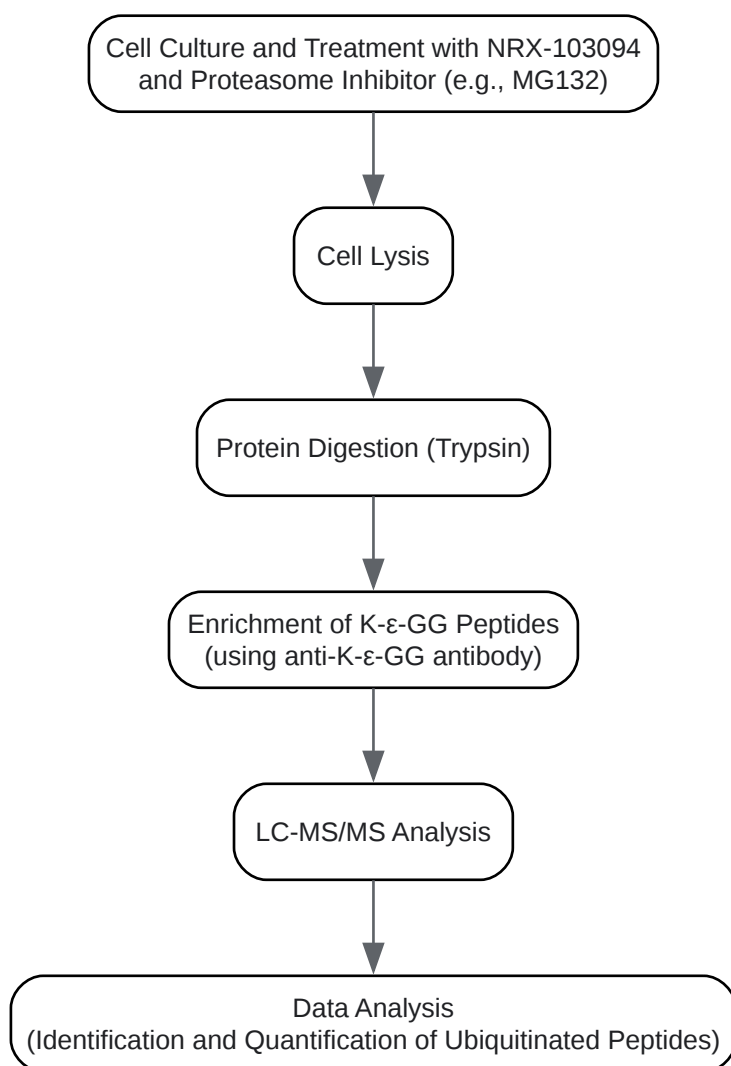 Cell Culture and Treatment with NRX-103094
and Proteasome Inhibitor (e.g., MG132)
Cell Lysis
Protein Digestion (Trypsin)
Enrichment of K-ε-GG Peptides
(using anti-K-ε-GG antibody)
LC-MS/MS Analysis
Data Analysis
(Identification and Quantification of Ubiquitinated Peptides)